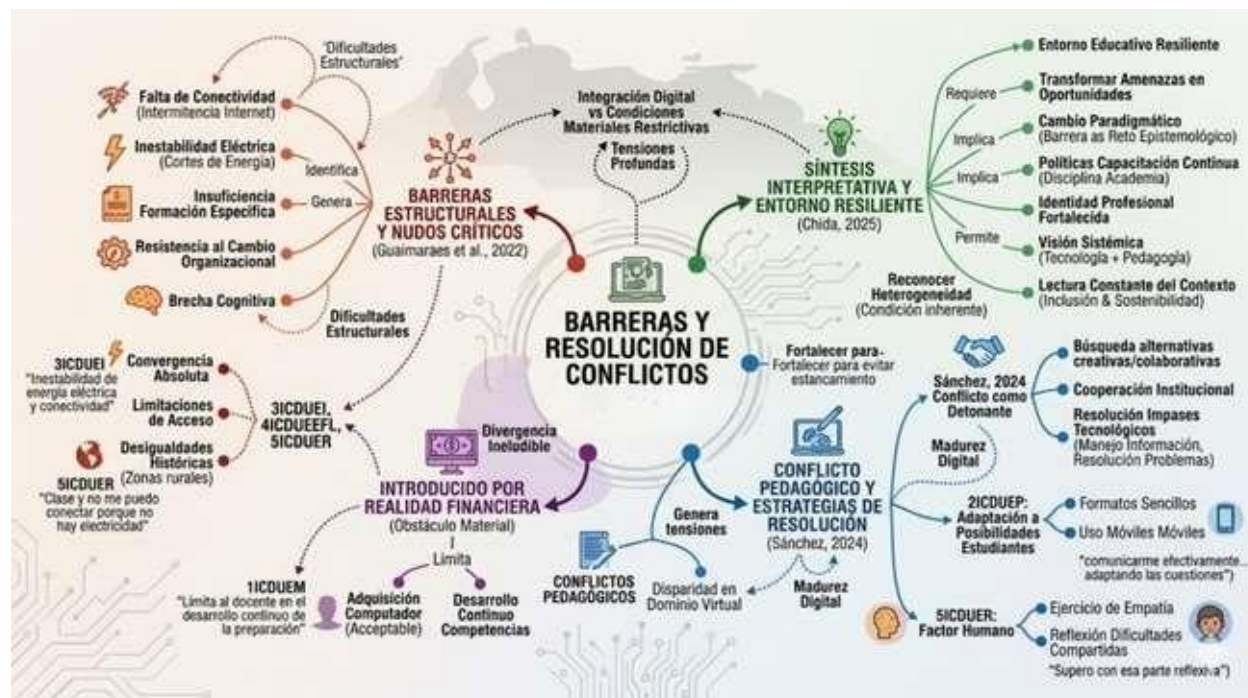 "Dificultades
Estructurales"
Falta de Conectividad
(Intermitencia Internet)
Inestabilidad Eléctrica
(Cortes de Energía)
Identifica
Insuficiencia
Formación Especifica
Genera
Resistencia al Cambio
Organizacional
Brecha Cognitiva
Dificultades
Estructurales
BARRERAS
ESTRUCTURALES
Y NUDOS CRÍTICOS
(Guaimaraes et al., 2022)
Integración Digital
vs Condiciones
Materiales Restrictivas
Tensiones
Profundas
SÍNTESIS
INTERPRETATIVA Y
ENTORNO RESILIENTE
(Chida, 2025)
Entorno Educativo Resiliente
Requiere
Transformar Amenazas en
Oportunidades
Implica
Cambio Paradigmático
(Barrera as Reto Epistemológico)
Implica
Políticas Capacitación Continua
(Disciplina Academia)
Identidad Profesional
Fortalecida
Permite
Visión Sistémica
(Tecnología + Pedagogía)
Lectura Constante del Contexto
(Inclusión & Sostenibilidad)
Reconocer
Heterogeneidad
(Condición inherente)
BARRERAS Y
RESOLUCIÓN DE
CONFLICTOS
Fortalecer para-
Fortalecer para evitar
estancamiento
3ICDUEI
"Inestabilidad de
energía eléctrica
y conectividad"
Convergencia
Absoluta
Limitaciones
de Acceso
Desigualdades
Históricas
(Zonas rurales)
5ICDUER
"Clase y no me puedo
conectar porque no
hay electricidad"
3ICDUEI,
4ICDUEEFL,
5ICDUER
Divergencia
Ineludible
INTRODUCIDO POR
REALIDAD FINANCIERA
(Obstáculo Material)
Limita
Adquisición
Computador
(Acceptable)
Desarrollo
Continuo
Competencias
1ICDUEM
"Limita al docente en el
desarrollo continuo de
la preparación"
CONFLICTO
PEDAGÓGICO Y
ESTRATEGIAS DE
RESOLUCIÓN
(Sánchez, 2024)
Genera
tensiones
CONFLICTOS
PEDAGÓGICOS
Disparidad en
Dominio Virtual
Madurez
Digital
Sánchez, 2024
Conflicto como
Detonante
Madurez
Digital
Búsqueda alternativas
creativas/colaborativas
Cooperación Institucional
Resolución Impases
Tecnológicos
(Manejo Información,
Resolución Problemas)
2ICDUEP:
Adaptación a
Posibilidades
Estudiantes
Formatos Sencillos
Uso Móviles Móviles
"comunicarme efectivamente...
adaptando las cuestiones")
5ICDUER:
Factor Humano
Ejercicio de Empatía
Reflexión Dificultades
Compartidas
"Supero con esa parte reflexiva")